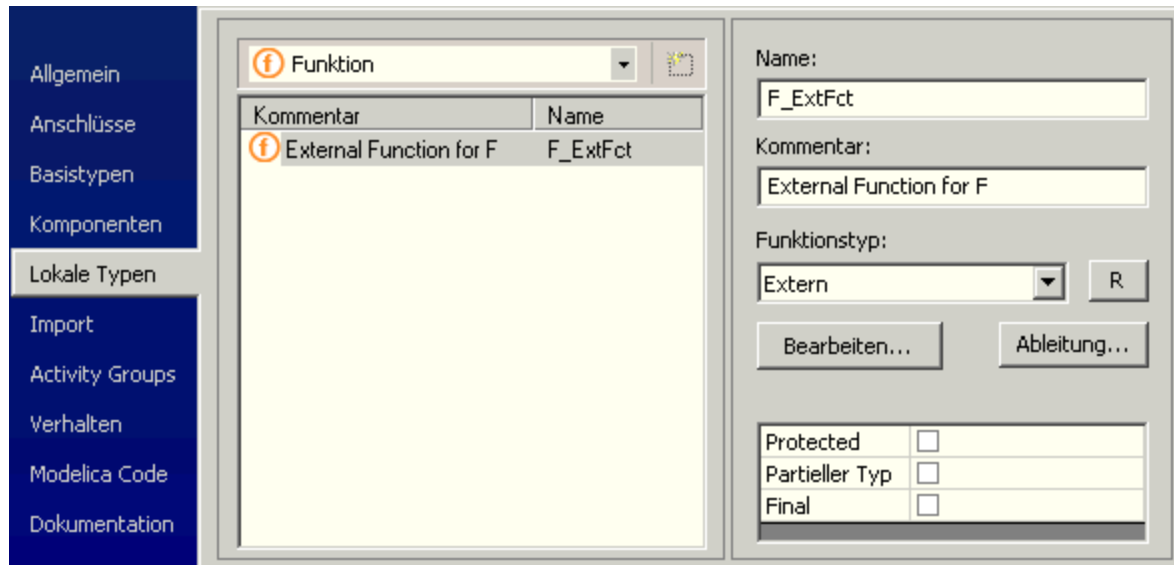 Allgemein
Anschlüsse
Basistypen
Komponenten
Lokale Typen
Import
Activity Groups
Verhalten
Modelica Code
Dokumentation
f Funktion
Kommentar Name
f External Function for F F_ExtFct
Name:
F_ExtFct
Kommentar:
External Function for F
Funktionstyp:
Extern R
Bearbeiten... Ableitung...
Protected
Partieller Typ
Final